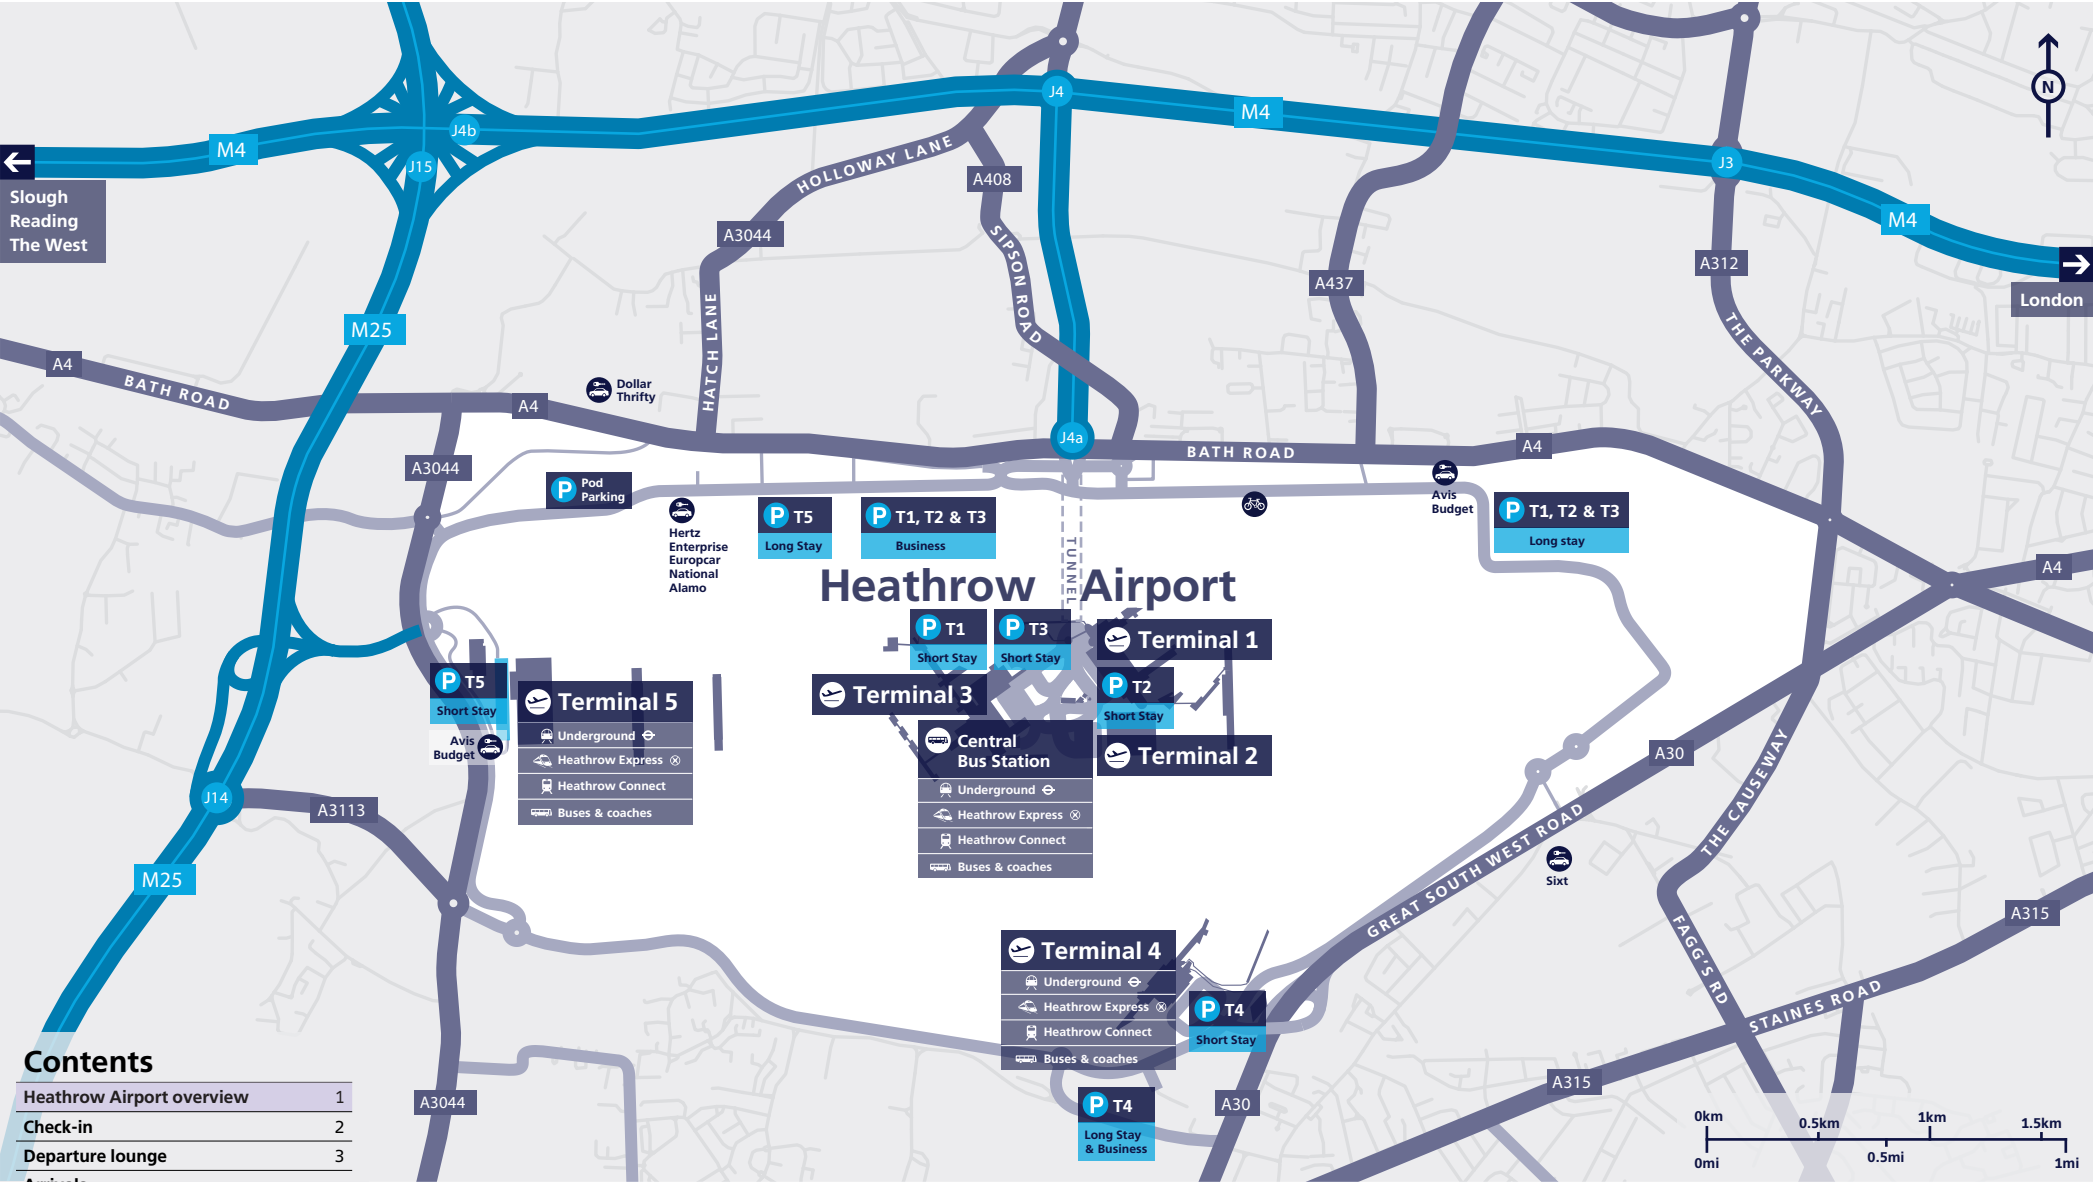 J4
M4
M4
N
J4b
M4
J15
J3
HOLLOWAY LANE
A408
Slough
Reading
The West
M4
A3044
SIPSON ROAD
A312
A437
London
M25
HATCH LANE
THE PARKWAY
A4
BATH ROAD
Dollar
Thrifty
A4
J4a
BATH ROAD
A4
A3044
P Pod
Parking
Avis
Budget
Hertz
Enterprise
Europcar
National
Alamo
P T5
Long Stay
P T1, T2 & T3
Business
P T1, T2 & T3
Long stay
TUNNEL
A4
Heathrow Airport
P T1
Short Stay
P T3
Short Stay
Terminal 1
P T5
Short Stay
Terminal 5
Underground
Heathrow Express
Heathrow Connect
Buses & coaches
Avis
Budget
Terminal 3
P T2
Short Stay
Central
Bus Station
Underground
Heathrow Express
Heathrow Connect
Buses & coaches
Terminal 2
A30
J14
A3113
THE CAUSEWAY
GREAT SOUTH WEST ROAD
Sixt
M25
A315
FAGG'S RD
Terminal 4
Underground
Heathrow Express
Heathrow Connect
Buses & coaches
P T4
Short Stay
STAINES ROAD
A315
P T4
Long Stay
& Business
A30
A3044
Contents
Heathrow Airport overview 1
Check-in 2
Departure lounge 3
0km 0.5km 1km 1.5km
0mi 0.5mi 1mi